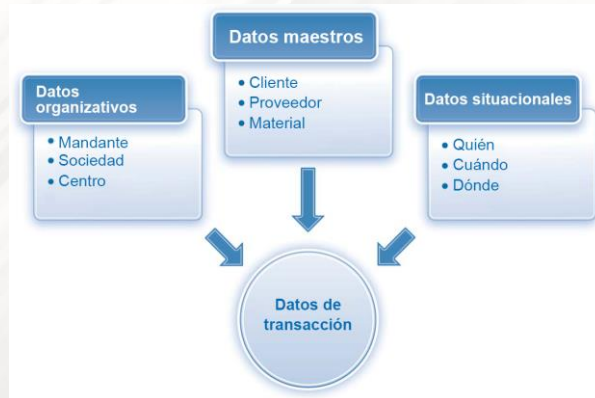 Datos maestros
• Cliente
• Proveedor
• Material
Datos
organizativos
• Mandante
• Sociedad
• Centro
Datos situacionales
• Quién
• Cuándo
• Dónde
Datos de
transacción